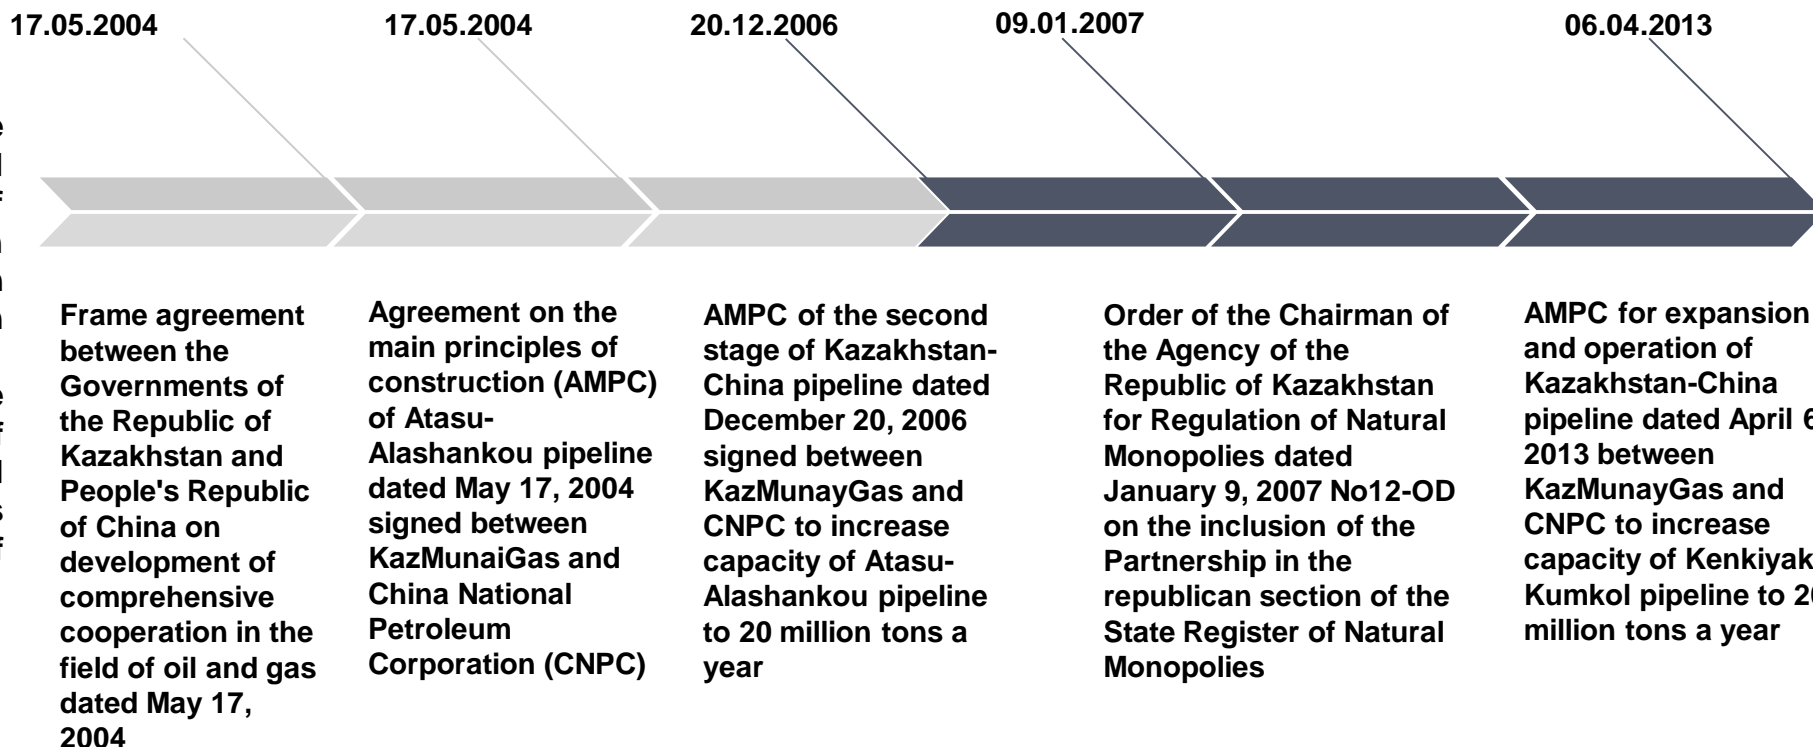 17.05.2004
17.05.2004
20.12.2006
09.01.2007
06.04.2013
Frame agreement
between the
Governments of
the Republic of
Kazakhstan and
People's Republic
of China on
development of
comprehensive
cooperation in the
field of oil and gas
dated May 17,
2004
Agreement on the
main principles of
construction (AMPC)
of Atasu-
Alashankou pipeline
dated May 17, 2004
signed between
KazMunaiGas and
China National
Petroleum
Corporation (CNPC)
AMPC of the second
stage of Kazakhstan-
China pipeline dated
December 20, 2006
signed between
KazMunayGas and
CNPC to increase
capacity of Atasu-
Alashankou pipeline
to 20 million tons a
year
Order of the Chairman of
the Agency of the
Republic of Kazakhstan
for Regulation of Natural
Monopolies dated
January 9, 2007 No12-OD
on the inclusion of the
Partnership in the
republican section of the
State Register of Natural
Monopolies
AMPC for expansion
and operation of
Kazakhstan-China
pipeline dated April
2013 between
KazMunayGas and
CNPC to increase
capacity of Kenkiyak
Kumkol pipeline to
million tons a year